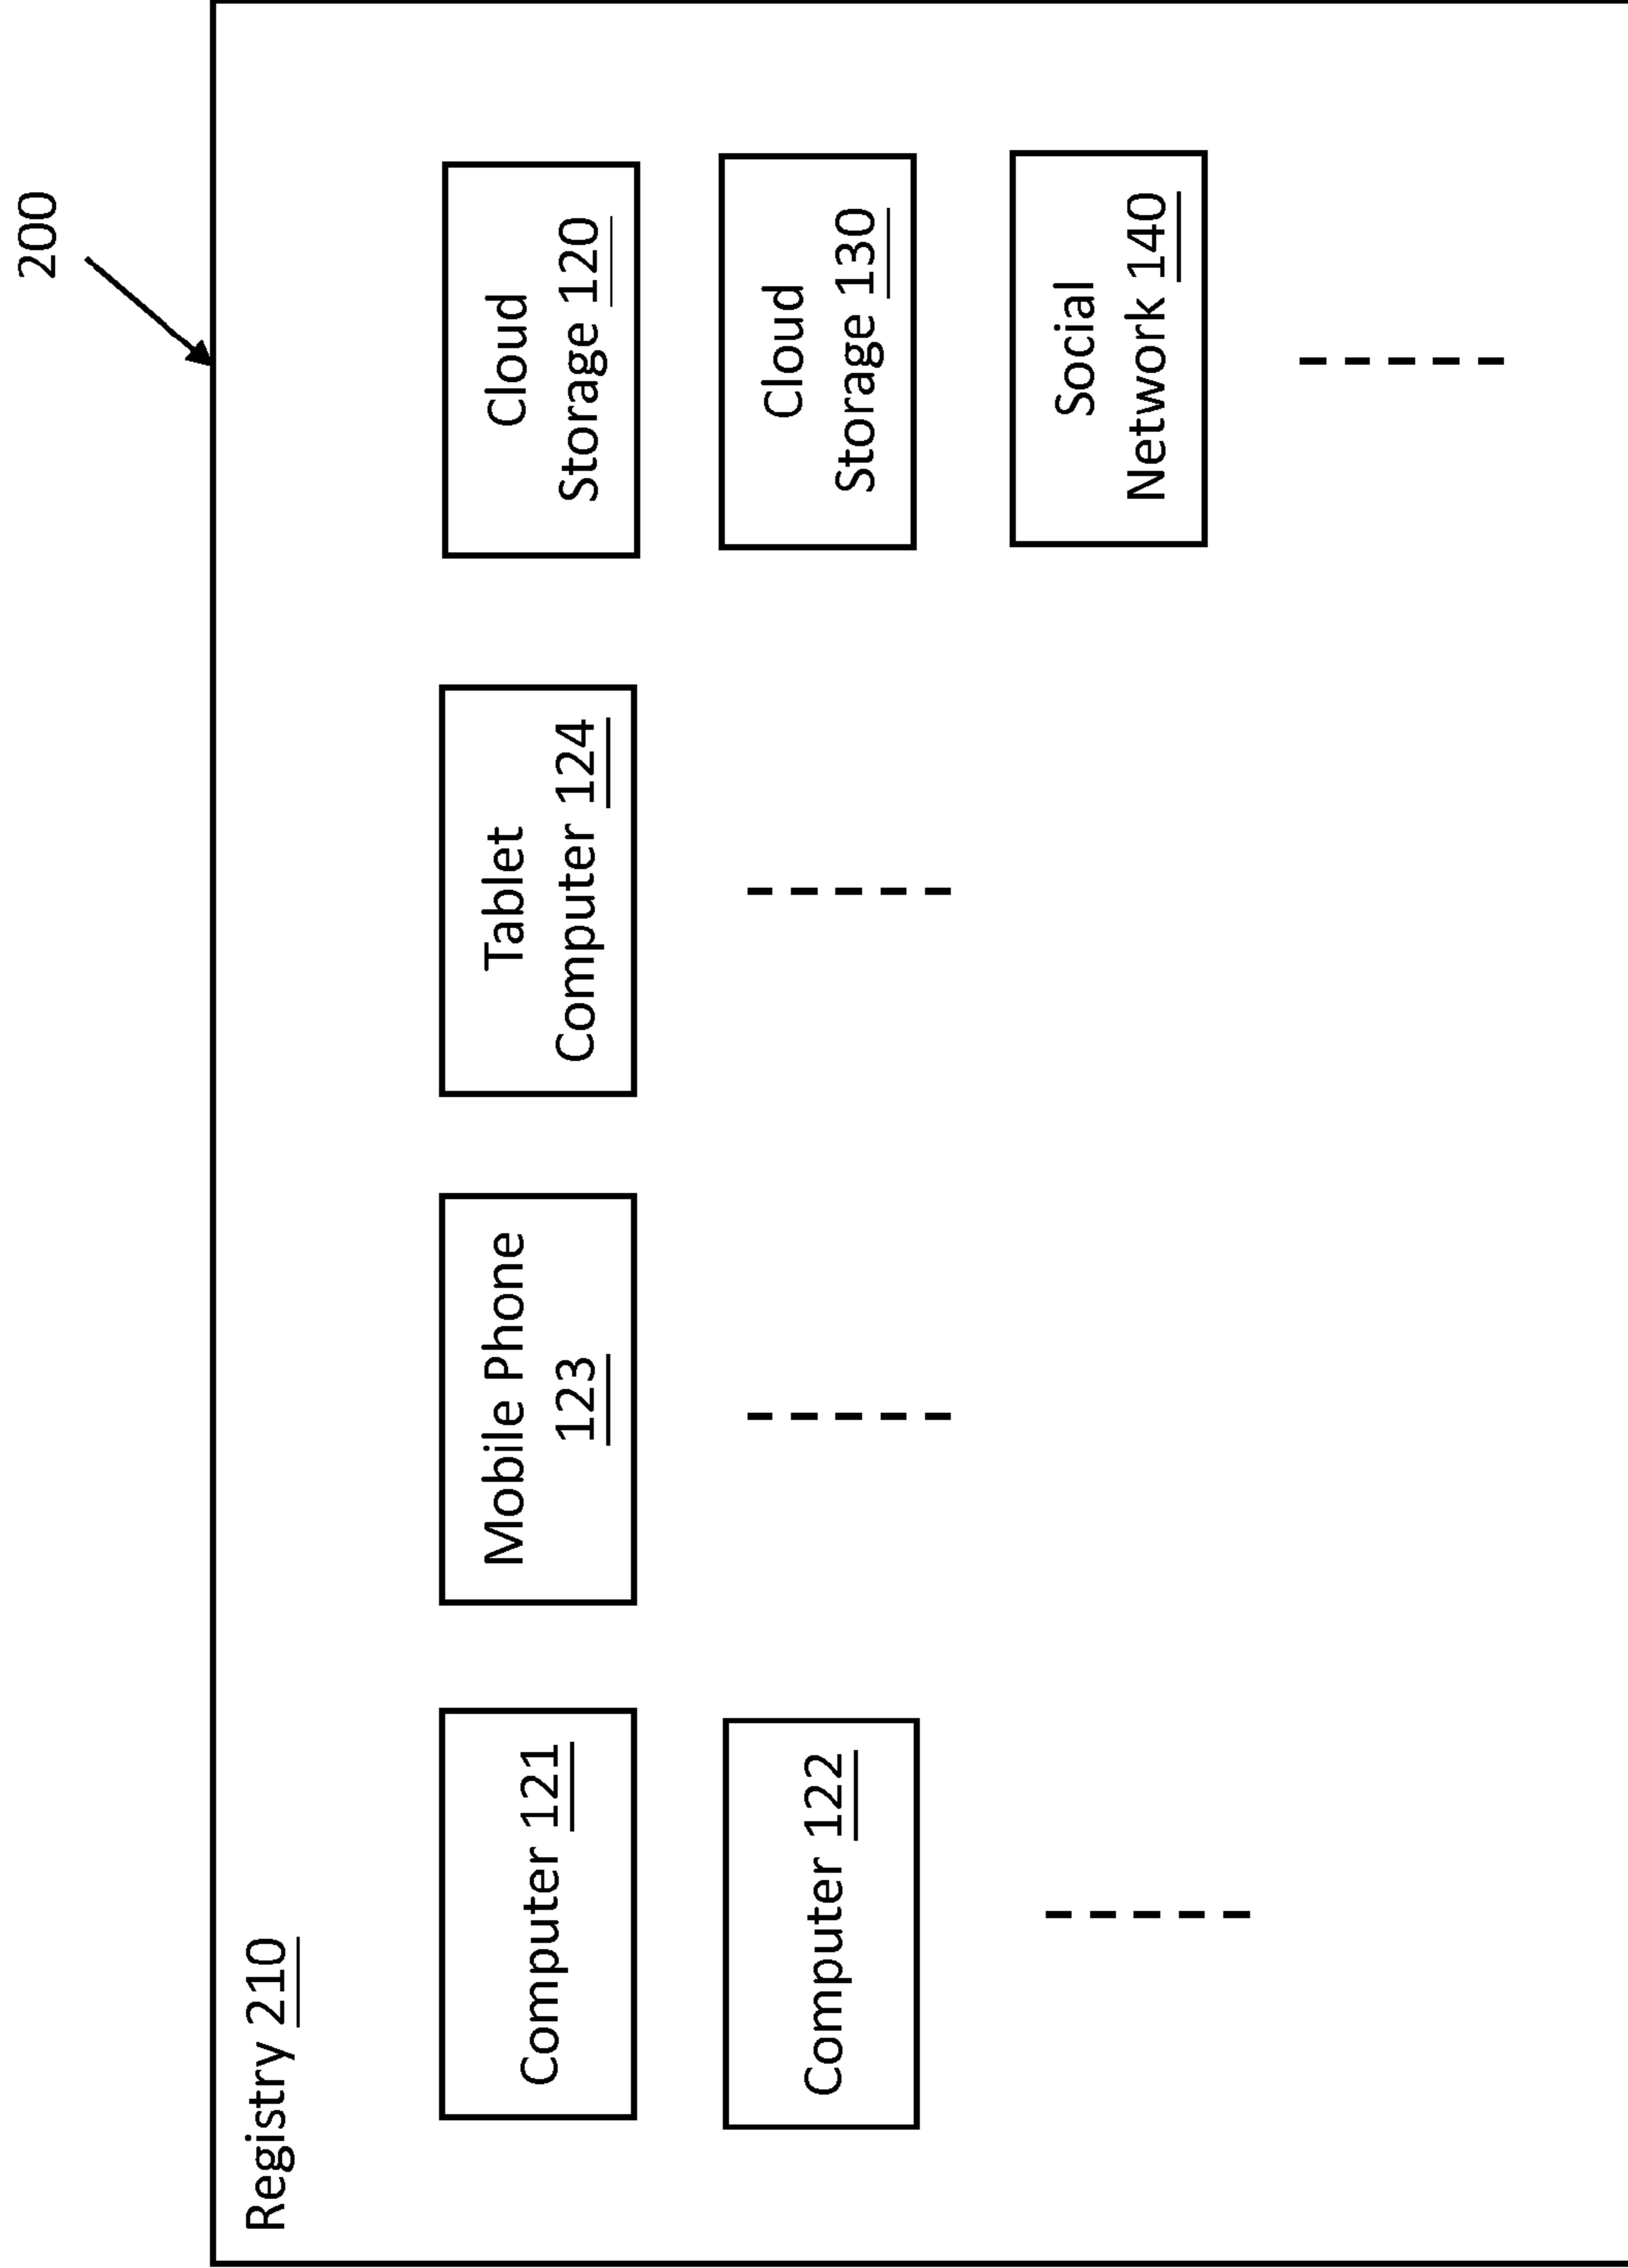 200
Registry 210
Computer 121
Mobile Phone
123
Tablet
Computer 124
Cloud
Storage 120
Computer 122
Cloud
Storage 130
Social
Network 140